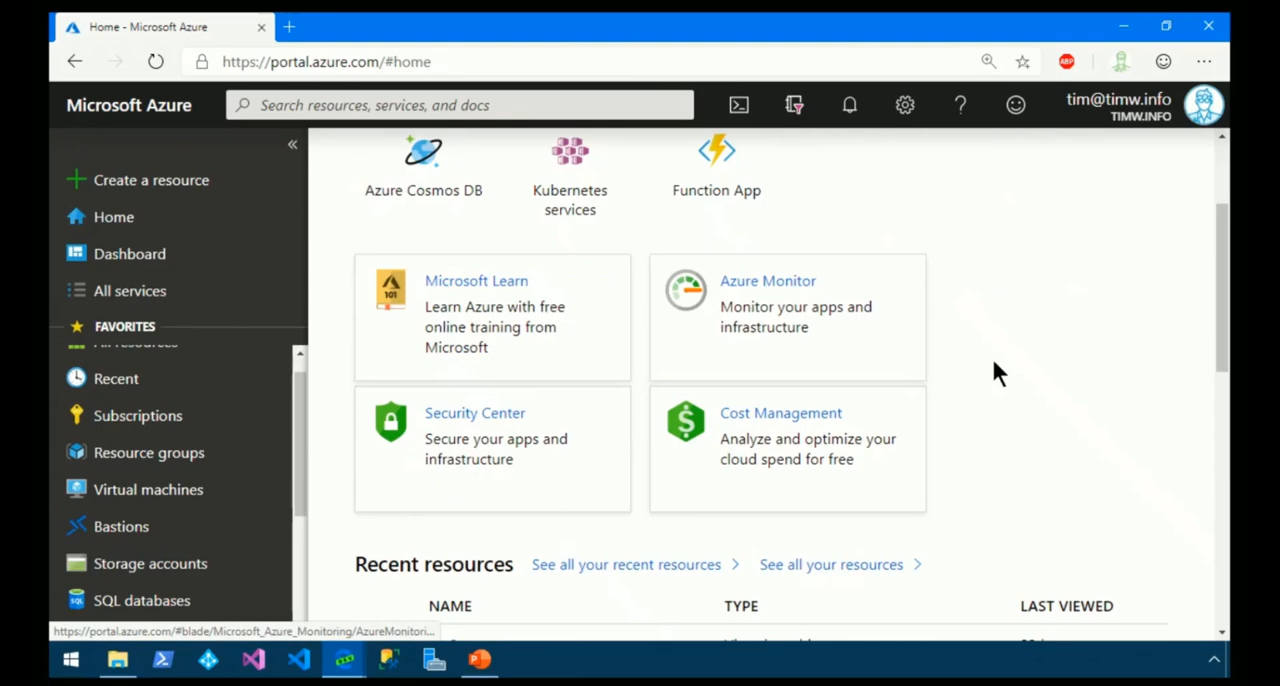 Home - Microsoft Azure
https://portal.azure.com/#home
ABP
Microsoft Azure
Search resources, services, and docs
tim@timw.info
TIMW.INFO
Create a resource
Home
Dashboard
All services
FAVORITES
All resources
Recent
Subscriptions
Resource groups
Virtual machines
Bastions
Storage accounts
SQL
SQL databases
Azure Cosmos DB
Kubernetes
services
Function App
101
Microsoft Learn
Learn Azure with free
online training from
Microsoft
Azure Monitor
Monitor your apps and
infrastructure
Security Center
Secure your apps and
infrastructure
$
Cost Management
Analyze and optimize your
cloud spend for free
Recent resources
See all your recent resources
See all your resources
NAME
TYPE
LAST VIEWED
https://portal.azure.com/#blade/Microsoft_Azure_Monitoring/AzureMonitori...